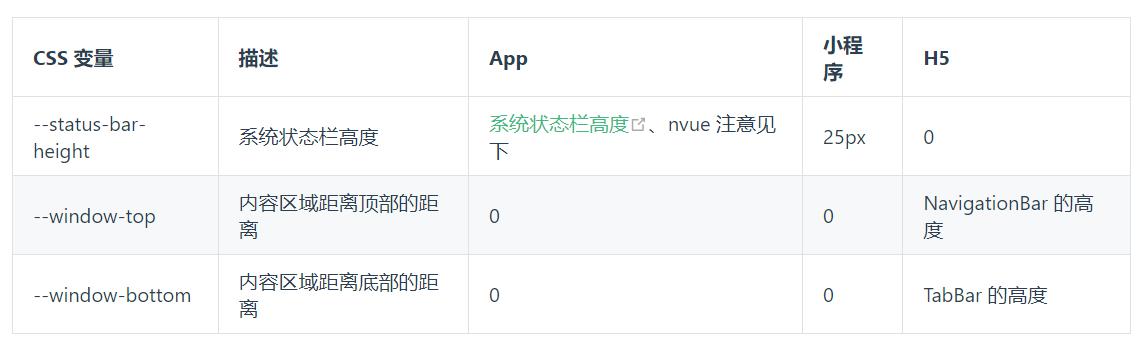 CSS 变量 描述 App 小程 H5
序
--status-bar- 系统状态栏高度 系统状态栏高度、nvue 注意见 25px 0
height 下
--window-top 内容区域距离顶部的距 0 0 NavigationBar 的高
离 度
--window-bottom 内容区域距离底部的距 0 0 TabBar 的高度
离